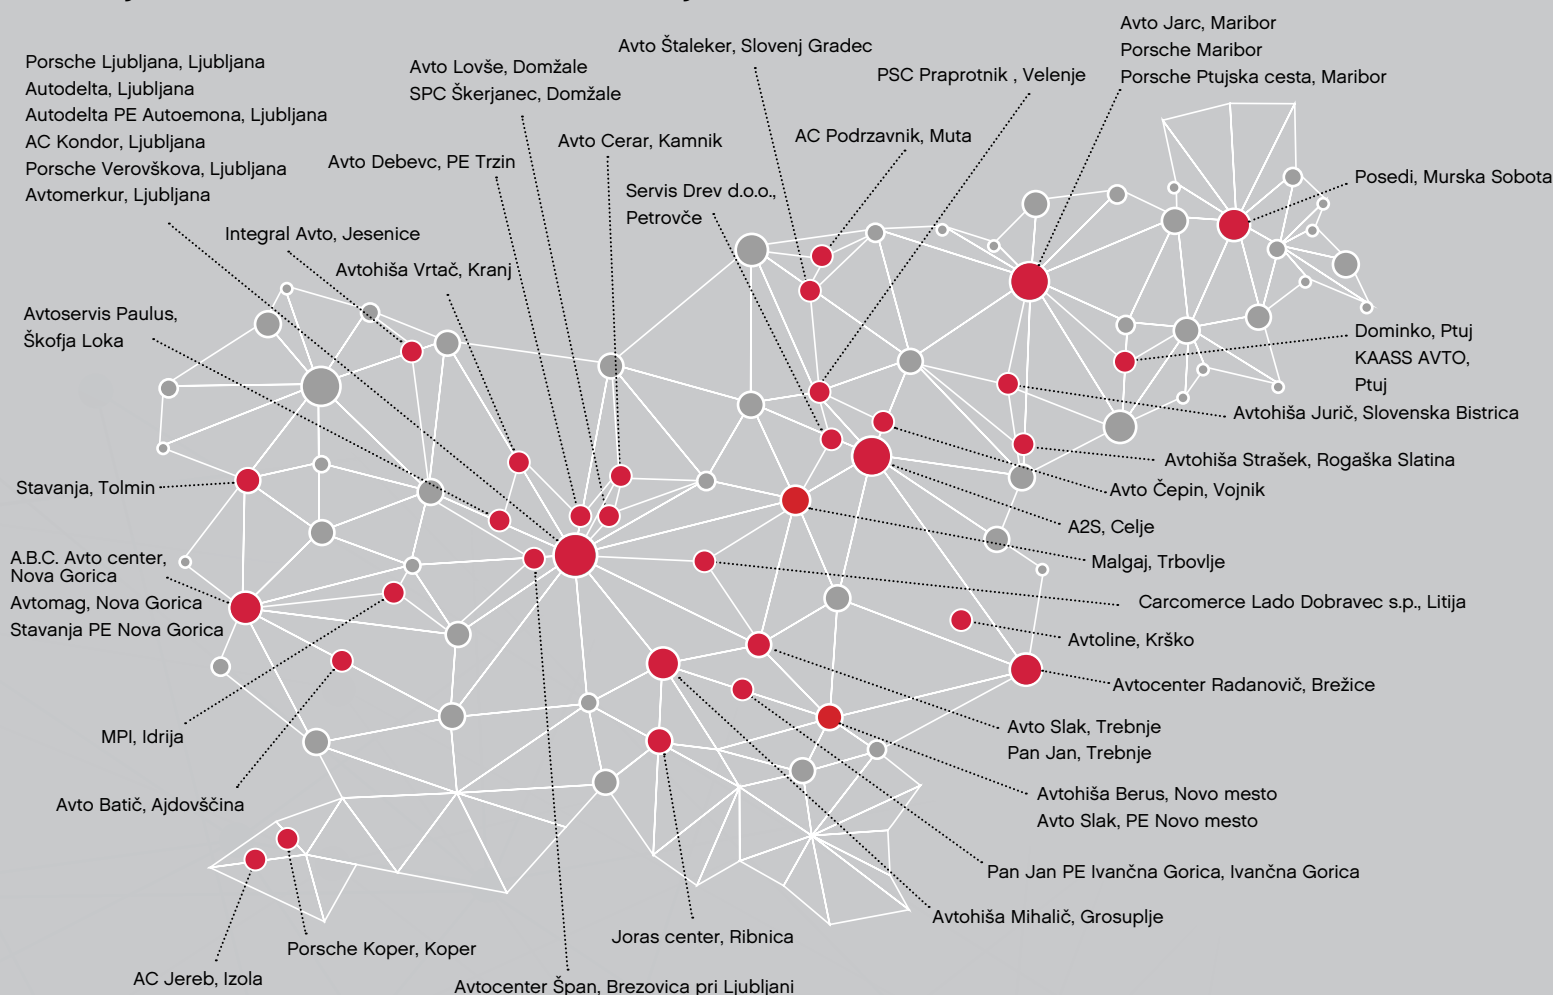 Porsche Ljubljana, Ljubljana
Autodelta, Ljubljana
Autodelta PE Autoemona, Ljubljana
AC Kondor, Ljubljana
Porsche Verovškova, Ljubljana
Avtomerkur, Ljubljana
Avto Lovše, Domžale
SPC Škerjanec, Domžale
Avto Štaleker, Slovenj Gradec
PSC Praprotnik , Velenje
Avto Jarc, Maribor
Porsche Maribor
Porsche Ptujska cesta, Maribor
Avto Debevc, PE Trzin
Avto Cerar, Kamnik
AC Podrzavnik, Muta
Servis Drev d.o.o.,
Petrovče
Posedi, Murska Sobota
Integral Avto, Jesenice
Avtohiša Vrtač, Kranj
Avtoservis Paulus,
Škofja Loka
Dominko, Ptuj
KAASS AVTO,
Ptuj
Avtohiša Jurič, Slovenska Bistrica
Avtohiša Strašek, Rogaška Slatina
Stavanja, Tolmin
Avto Čepin, Vojnik
A2S, Celje
Malgaj, Trbovlje
A.B.C. Avto center,
Nova Gorica
Avtomag, Nova Gorica
Stavanja PE Nova Gorica
Carcomerce Lado Dobravec s.p., Litija
Avtoline, Krško
Avtocenter Radanovič, Brežice
MPI, Idrija
Avto Slak, Trebnje
Pan Jan, Trebnje
Avto Batič, Ajdovščina
Avtohiša Berus, Novo mesto
Avto Slak, PE Novo mesto
Pan Jan PE Ivančna Gorica, Ivančna Gorica
Avtohiša Mihalič, Grosuplje
Joras center, Ribnica
Porsche Koper, Koper
AC Jereb, Izola
Avtocenter Špan, Brezovica pri Ljubljani